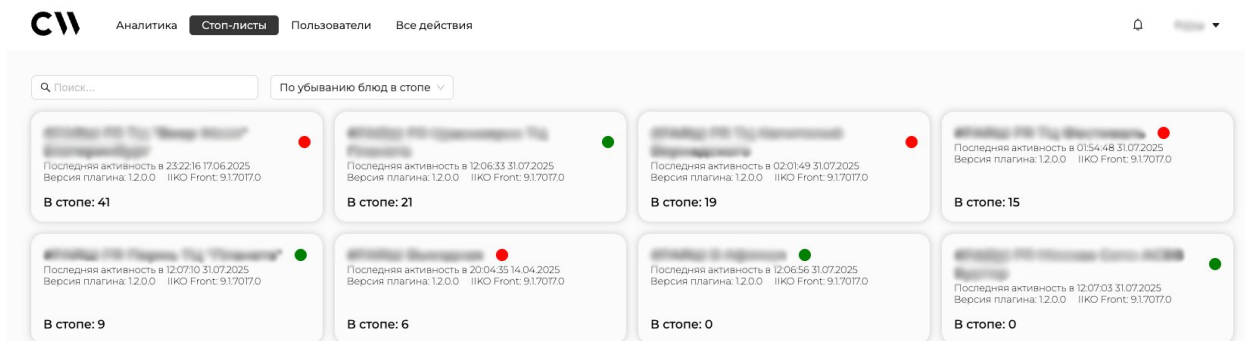 CW
Аналитика Стоп-листы Пользователи Все действия
Поиск...
По убыванию блюд в стопе
Последняя активность в 23:22:16 17.06.2025
Версия плагина: 1.2.0.0 IIKO Front: 9.1.7017.0
В стопе: 41
Последняя активность в 12:06:33 31.07.2025
Версия плагина: 1.2.0.0 IIKO Front: 9.1.7017.0
В стопе: 21
Последняя активность в 02:01:49 31.07.2025
Версия плагина: 1.2.0.0 IIKO Front: 9.1.7017.0
В стопе: 19
Последняя активность в 01:54:48 31.07.2025
Версия плагина: 1.2.0.0 IIKO Front: 9.1.7017.0
В стопе: 15
Последняя активность в 12:07:10 31.07.2025
Версия плагина: 1.2.0.0 IIKO Front: 9.1.7017.0
В стопе: 9
Последняя активность в 20:04:35 14.04.2025
Версия плагина: 1.2.0.0 IIKO Front: 9.1.7017.0
В стопе: 6
Последняя активность в 12:06:56 31.07.2025
Версия плагина: 1.2.0.0 IIKO Front: 9.1.7017.0
В стопе: 0
Последняя активность в 12:07:03 31.07.2025
Версия плагина: 1.2.0.0 IIKO Front: 9.1.7017.0
В стопе: 0